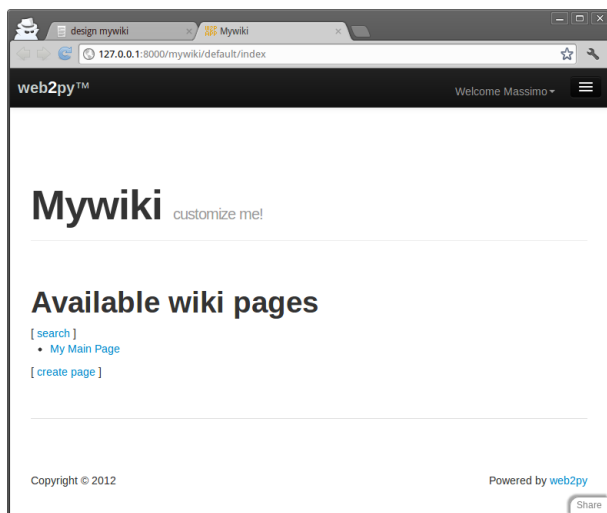 design mywiki
Mywiki
127.0.0.1:8000/mywiki/default/index
web2py™
Welcome Massimo
Mywiki customize me!
Available wiki pages
[ search ]
• My Main Page
[ create page ]
Copyright © 2012
Powered by web2py
Share